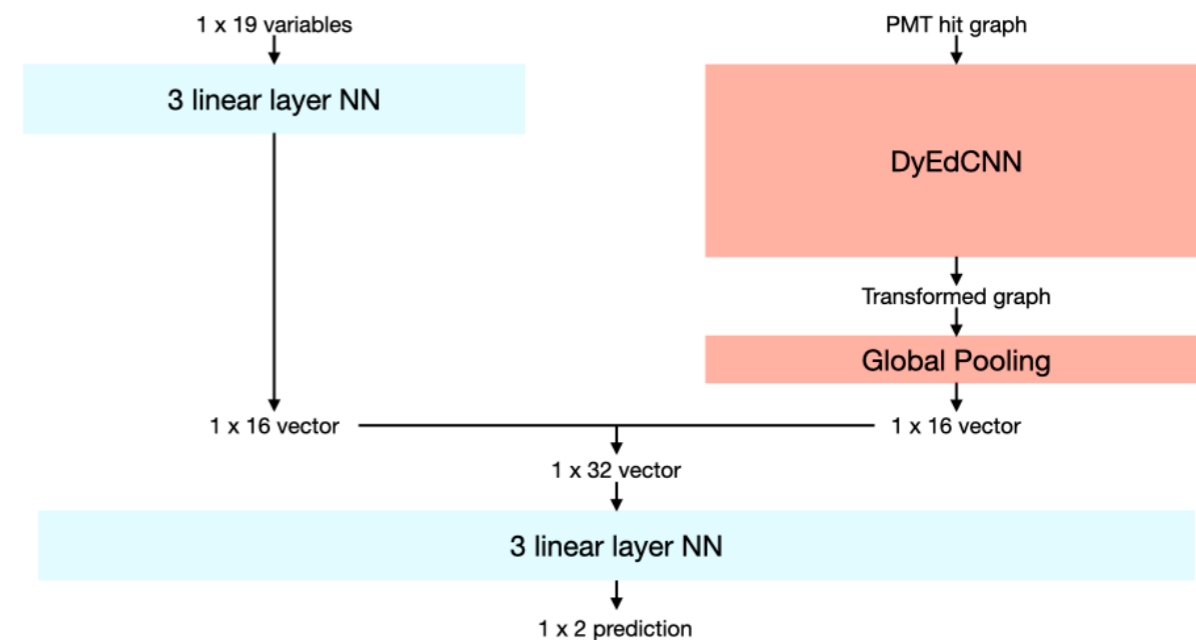 1 x 19 variables
PMT hit graph
3 linear layer NN
DyEdCNN
Transformed graph
Global Pooling
1 x 16 vector
1 x 16 vector
1 x 32 vector
3 linear layer NN
1 x 2 prediction